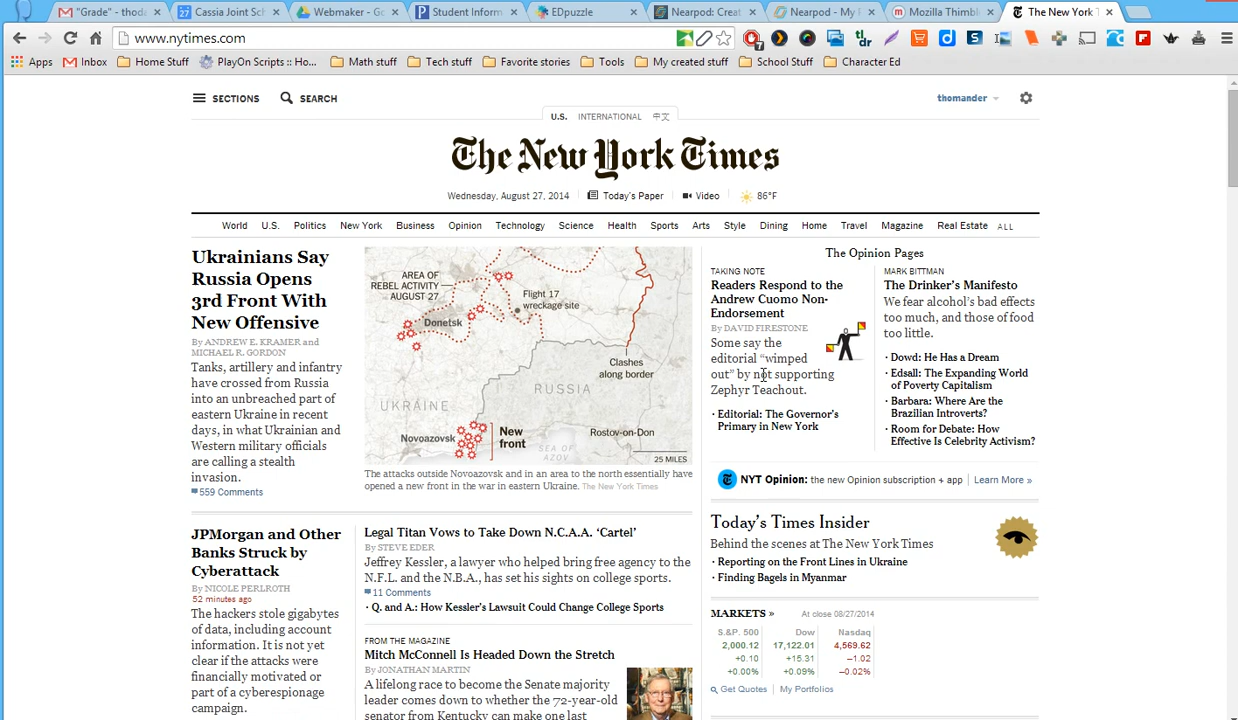 "Grade" - thoda
Cassia Joint Sch
Webmaker - Go
Student Inform
EDpuzzle
Nearpod: Creat
Nearpod - My P
Mozilla Thimbl
The New York T
www.nytimes.com
7
tl;dr
Apps
Inbox
Home Stuff
PlayOn Scripts :: Ho...
Math stuff
Tech stuff
Favorite stories
Tools
My created stuff
School Stuff
Character Ed
SECTIONS
SEARCH
thomander
U.S.
INTERNATIONAL
中文
The New York Times
Wednesday, August 27, 2014
Today's Paper
Video
86°F
World
U.S.
Politics
New York
Business
Opinion
Technology
Science
Health
Sports
Arts
Style
Dining
Home
Travel
Magazine
Real Estate
ALL
Ukrainians Say
Russia Opens
3rd Front With
New Offensive
By ANDREW E. KRAMER and
MICHAEL R. GORDON
Tanks, artillery and infantry
have crossed from Russia
into an unbreached part of
eastern Ukraine in recent
days, in what Ukrainian and
Western military officials
are calling a stealth
invasion.
559 Comments
AREA OF
REBEL ACTIVITY
AUGUST 27
Flight 17
wreckage site
Donetsk
Clashes
along border
RUSSIA
UKRAINE
Novoazovsk
New
front
Rostov-on-Don
SEA OF
AZOV
25 MILES
The attacks outside Novoazovsk and in an area to the north essentially have
opened a new front in the war in eastern Ukraine. The New York Times
The Opinion Pages
TAKING NOTE
Readers Respond to the
Andrew Cuomo Non-
Endorsement
By DAVID FIRESTONE
Some say the
editorial “wimped
out” by not supporting
Zephyr Teachout.
· Editorial: The Governor's
Primary in New York
MARK BITTMAN
The Drinker's Manifesto
We fear alcohol's bad effects
too much, and those of food
too little.
· Dowd: He Has a Dream
· Edsall: The Expanding World
of Poverty Capitalism
· Barbara: Where Are the
Brazilian Introverts?
· Room for Debate: How
Effective Is Celebrity Activism?
NYT Opinion: the new Opinion subscription + app
Learn More »
Today's Times Insider
Behind the scenes at The New York Times
· Reporting on the Front Lines in Ukraine
· Finding Bagels in Myanmar
MARKETS »
At close 08/27/2014
S&P. 500
Dow
Nasdaq
2,000.12
17,122.01
4,569.62
+0.10
+15.31
−1.02
+0.00%
+0.09%
−0.02%
Get Quotes
My Portfolios
JPMorgan and Other
Banks Struck by
Cyberattack
By NICOLE PERLROTH
52 minutes ago
The hackers stole gigabytes
of data, including account
information. It is not yet
clear if the attacks were
financially motivated or
part of a cyberespionage
campaign.
Legal Titan Vows to Take Down N.C.A.A. ‘Cartel’
By STEVE EDER
Jeffrey Kessler, a lawyer who helped bring free agency to the
N.F.L. and the N.B.A., has set his sights on college sports.
11 Comments
· Q. and A.: How Kessler's Lawsuit Could Change College Sports
FROM THE MAGAZINE
Mitch McConnell Is Headed Down the Stretch
By JONATHAN MARTIN
A lifelong race to become the Senate majority
leader comes down to whether the 72-year-old
senator from Kentucky can make one last